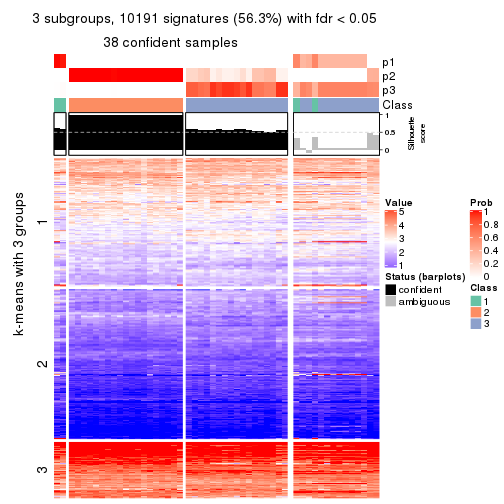 3 subgroups, 10191 signatures (56.3%) with fdr < 0.05
38 confident samples
p1
p2
p3
Class
1
0.5
0
Silhouette
score
k-means with 3 groups
1
2
3
Value
5
4
3
2
1
Status (barplots)
confident
ambiguous
Prob
1
0.8
0.6
0.4
0.2
0
Class
1
2
3